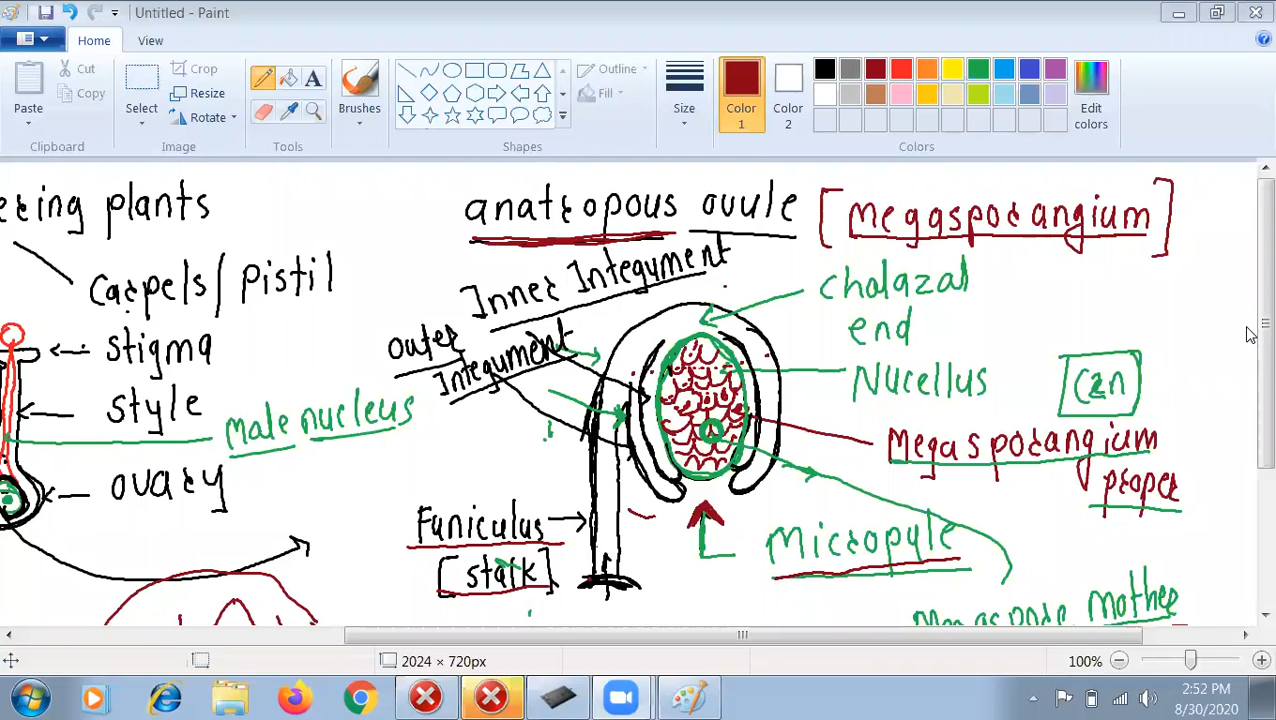 Untitled - Paint
Home
View
Paste
Cut
Copy
Clipboard
Select
Crop
Resize
Rotate
Image
A
Tools
Brushes
Shapes
Outline
Fill
Size
Color 1
Color 2
Edit colors
Colors
ering plants
carpels/pistil
stigma
style
male nucleus
ovary
anatropous ovule [megasporangium]
Inner Integument
outer Integument
chalazal end
Nucellus
(2n
Megasporangium proper
Funiculus
[stalk]
micropyle
Megaspore mother
2024 × 720px
100%
2:52 PM
8/30/2020